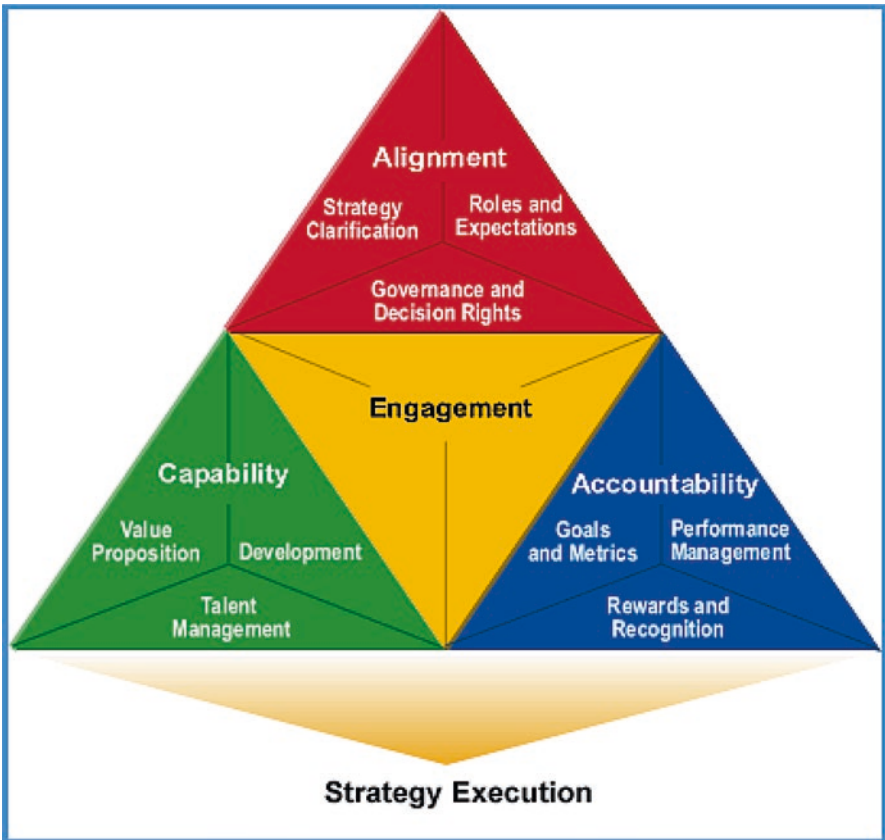 Alignment
Strategy
Clarification
Roles and
Expectations
Governance and
Decision Rights
Engagement
Capability
Value
Proposition
Development
Talent
Management
Accountability
Goals
and Metrics
Performance
Management
Rewards and
Recognition
Strategy Execution